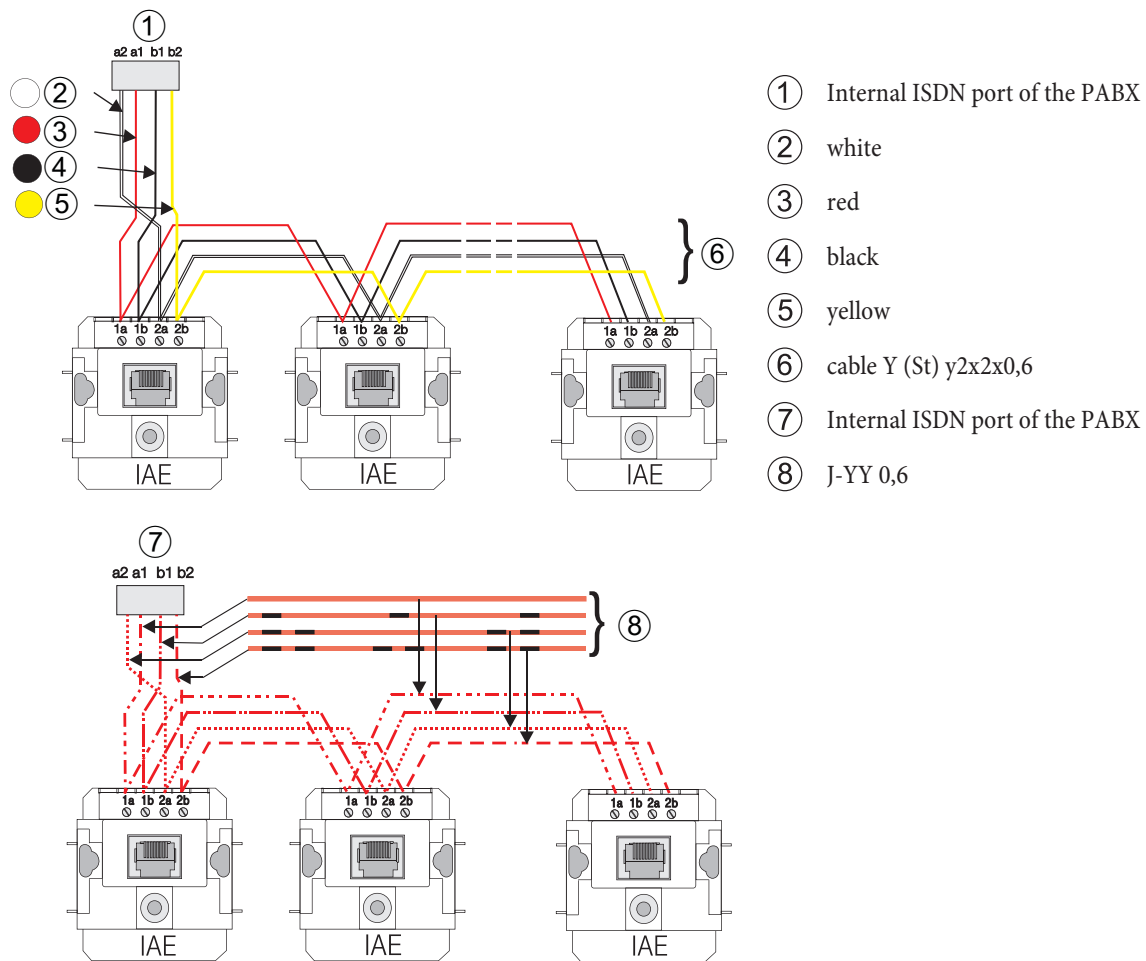 ①
a2 a1 b1 b2
②
③
④
⑤
⑥
1a 1b 2a 2b
1a 1b 2a 2b
1a 1b 2a 2b
IAE
IAE
IAE
① Internal ISDN port of the PABX
② white
③ red
④ black
⑤ yellow
⑥ cable Y (St) y2x2x0,6
⑦ Internal ISDN port of the PABX
⑧ J-YY 0,6
⑦
a2 a1 b1 b2
⑧
1a 1b 2a 2b
1a 1b 2a 2b
1a 1b 2a 2b
IAE
IAE
IAE